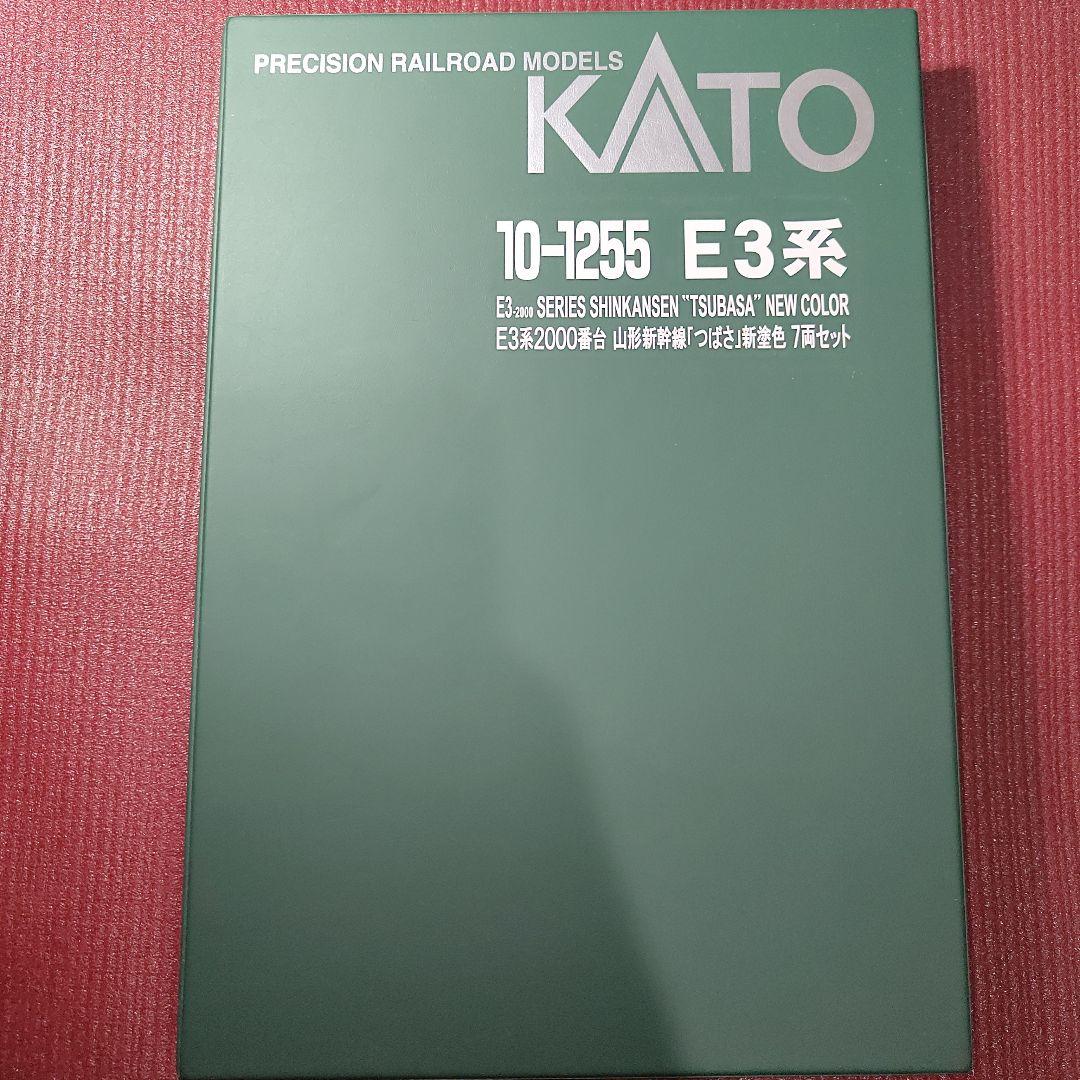 PRECISION RAILROAD MODELS
KATO
10-1255 E3系
E3-2000 SERIES SHINKANSEN "TSUBASA" NEW COLOR
E3系2000番台 山形新幹線「つばさ」新塗色 7両セット